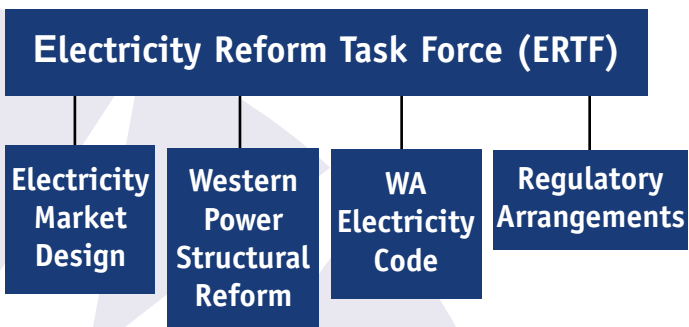 Electricity Reform Task Force (ERTF)
Electricity
Market
Design
Western
Power
Structural
Reform
WA
Electricity
Code
Regulatory
Arrangements